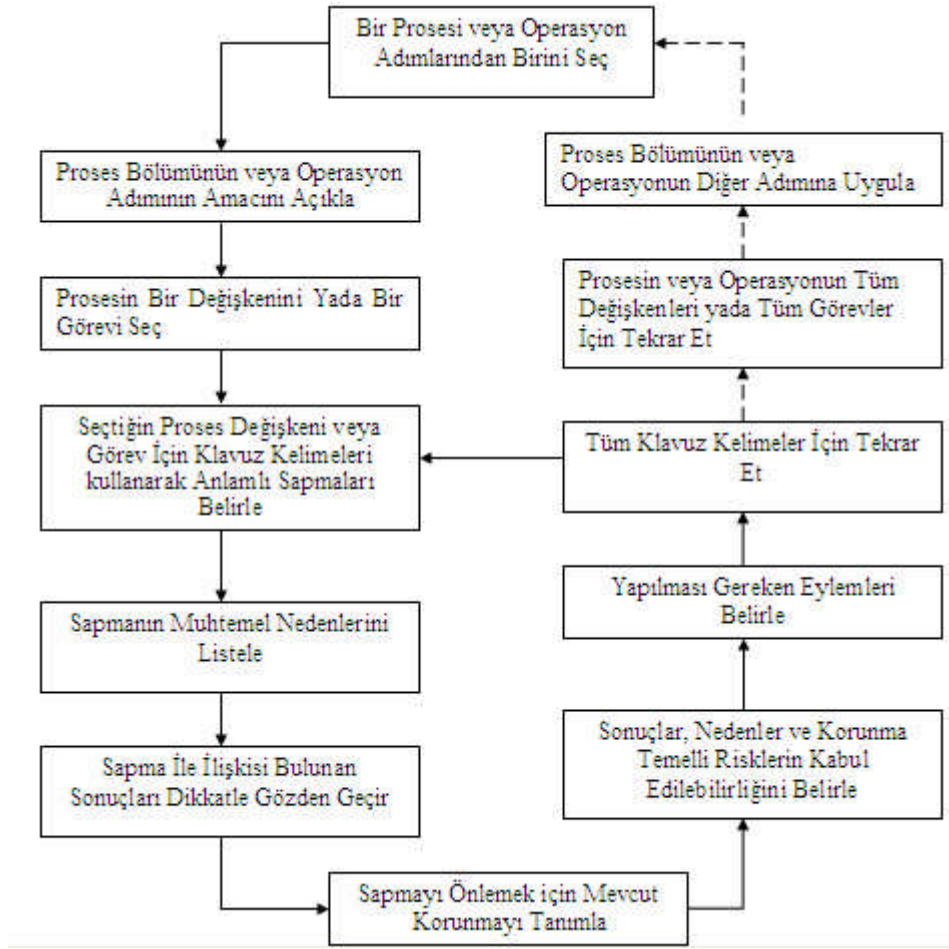 Bir Prosesi veya Operasyon
Adımlarından Birini Seç
Proses Bölümünün veya Operasyon
Adımının Amacını Açıkla
Prosesin Bir Değişkenini Yada Bir
Görevi Seç
Seçtiğin Proses Değişkeni veya
Görev İçin Klavuz Kelimeleri
kullanarak Anlamlı Sapmaları
Belirle
Sapmanın Muhtemel Nedenlerini
Listele
Sapma İle İlişkisi Bulunan
Sonuçları Dikkatle Gözden Geçir
Sapmayı Önlemek için Mevcut
Korunmayı Tanımla
Sonuçlar, Nedenler ve Korunma
Temelli Risklerin Kabul
Edilebilirliğini Belirle
Yapılması Gereken Eylemleri
Belirle
Tüm Klavuz Kelimeler İçin Tekrar
Et
Prosesin veya Operasyonun Tüm
Değişkenleri yada Tüm Görevler
İçin Tekrar Et
Proses Bölümünün veya
Operasyonun Diğer Adımına Uygula